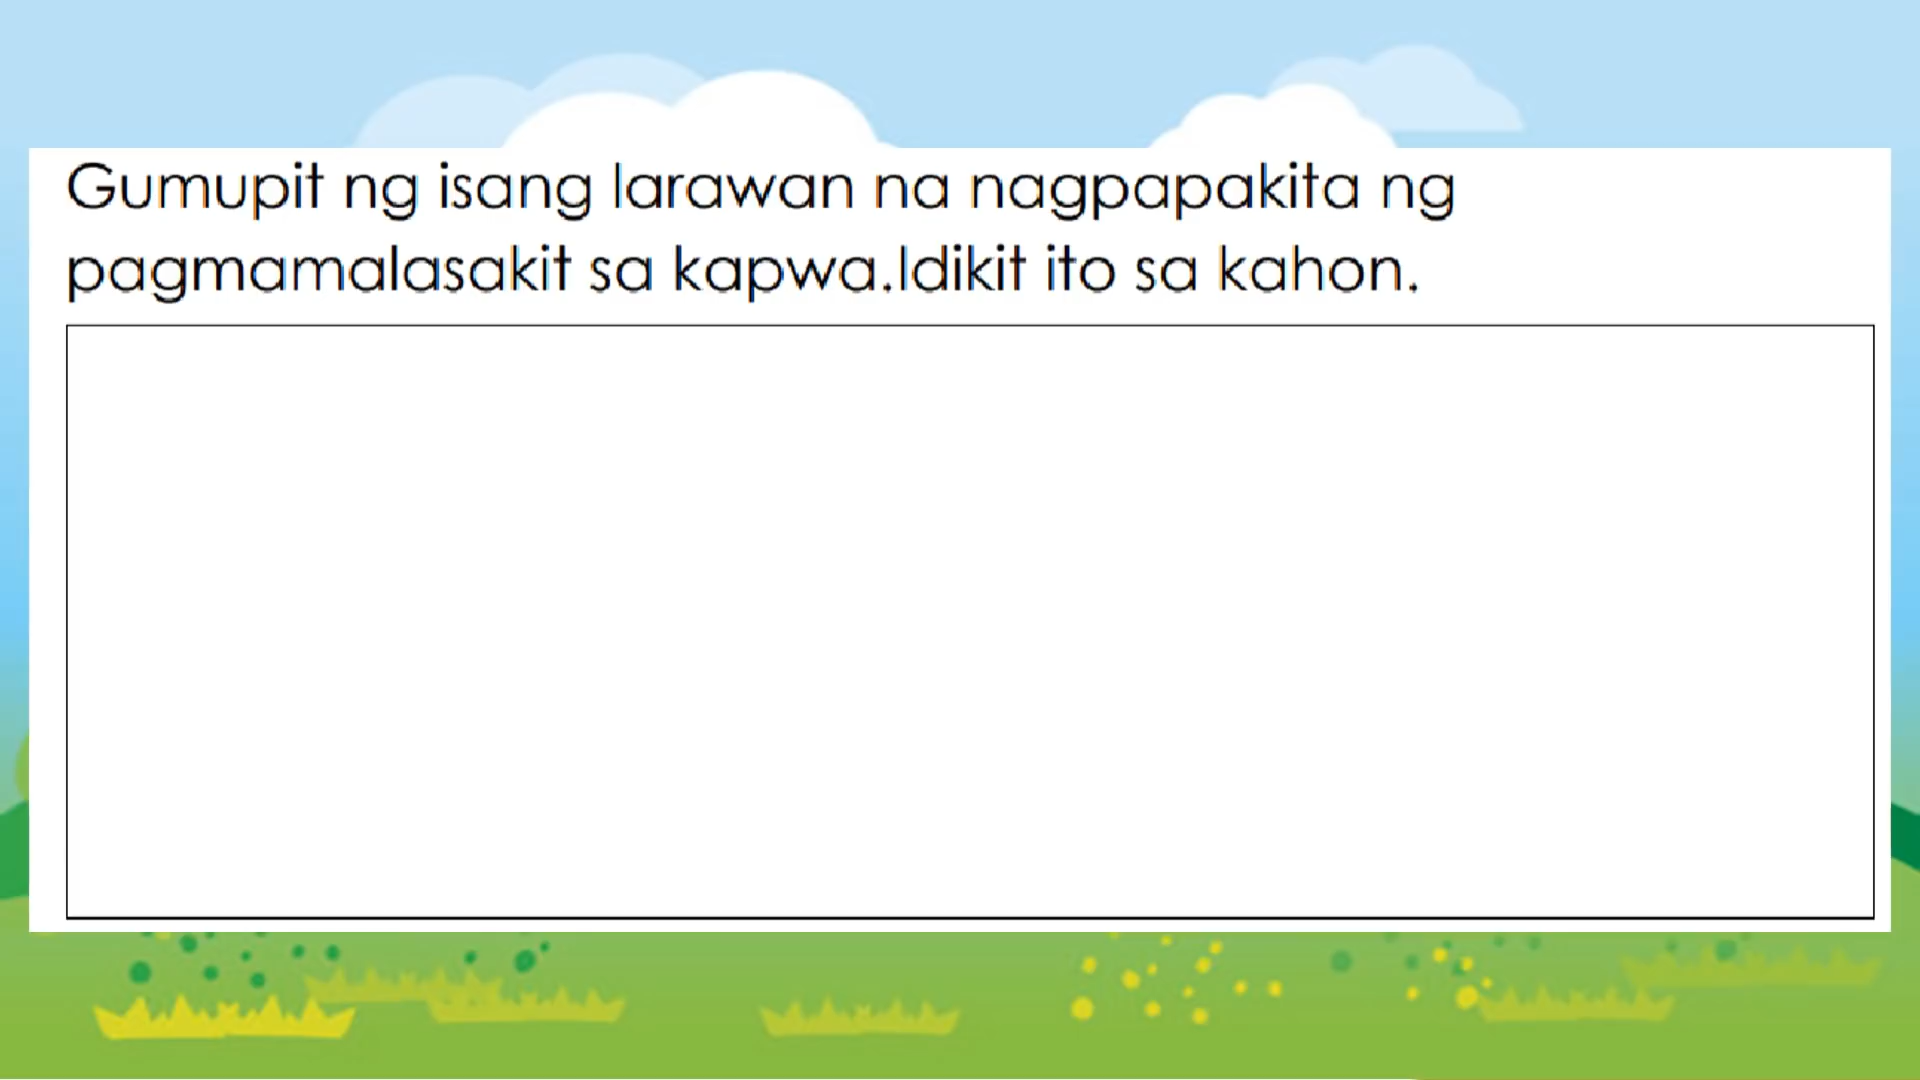 Gumupit ng isang larawan na nagpapakita ng
pagmamalasakit sa kapwa.Idikit ito sa kahon.